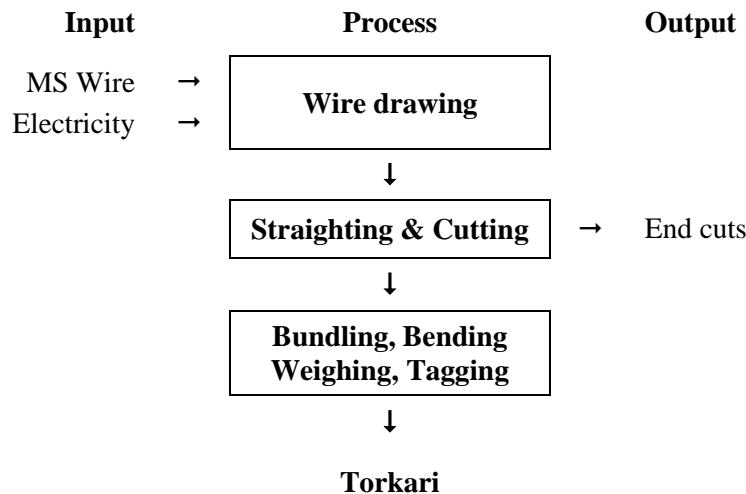 Input Process Output
MS Wire →
Electricity →
Wire drawing
↓
Straighting & Cutting → End cuts
↓
Bundling, Bending
Weighing, Tagging
↓
Torkari